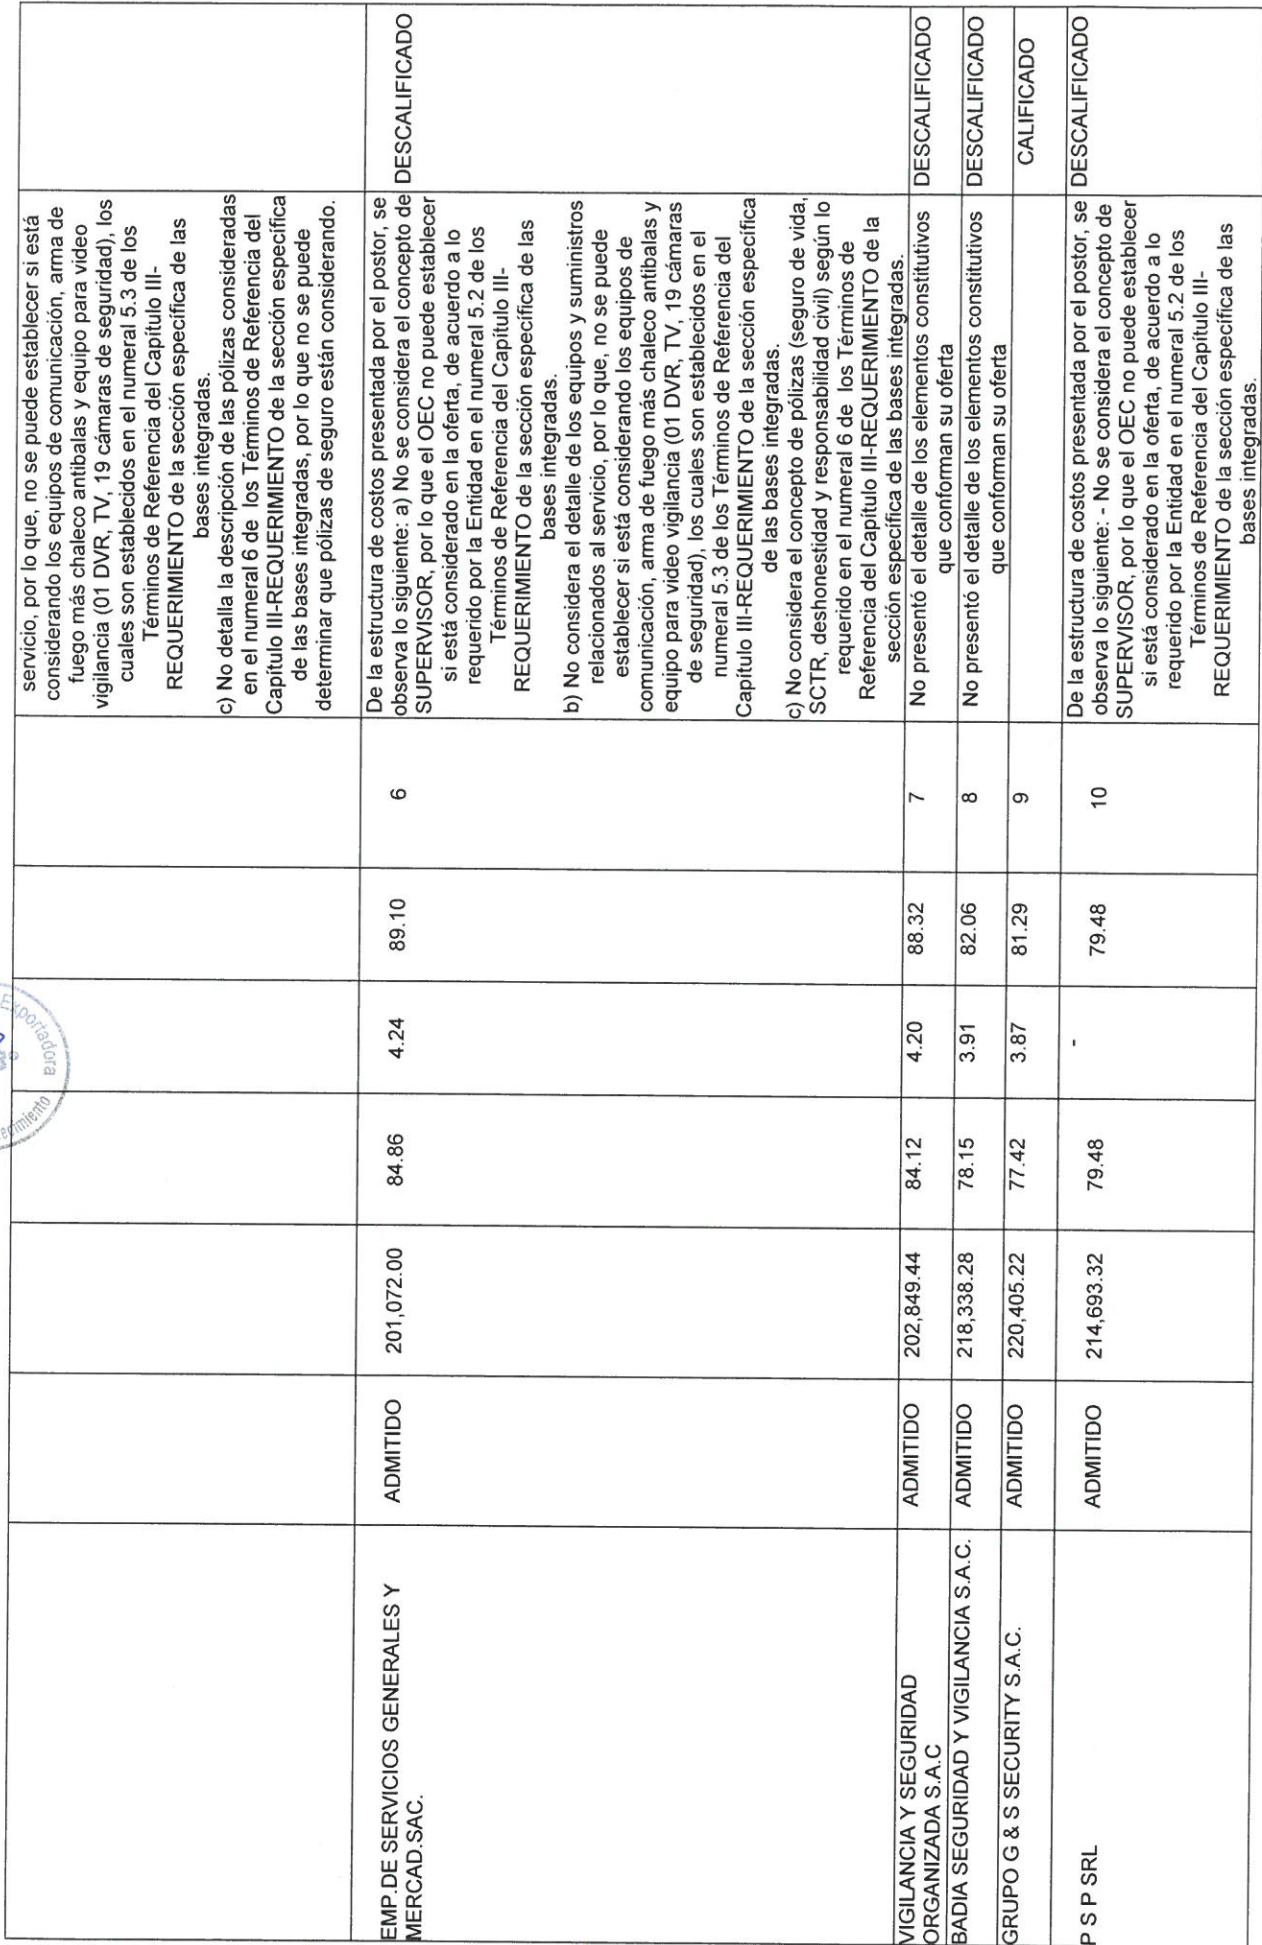 servicio, por lo que, no se puede establecer si está
considerando los equipos de comunicación, arma de
fuego más chaleco antibalas y equipo para video
vigilancia (01 DVR, TV, 19 cámaras de seguridad), los
cuales son establecidos en el numeral 5.3 de los
Términos de Referencia del Capítulo III-
REQUERIMIENTO de la sección específica de las
bases integradas.
c) No detalla la descripción de las pólizas consideradas
en el numeral 6 de los Términos de Referencia del
Capítulo III-REQUERIMIENTO de la sección específica
de las bases integradas, por lo que no se puede
determinar que pólizas de seguro están considerando.
EMP.DE SERVICIOS GENERALES Y
MERCAD.SAC.
ADMITIDO
201,072.00
84.86
4.24
89.10
6
De la estructura de costos presentada por el postor, se
observa lo siguiente: a) No se considera el concepto de
SUPERVISOR, por lo que el OEC no puede establecer
si está considerado en la oferta, de acuerdo a lo
requerido por la Entidad en el numeral 5.2 de los
Términos de Referencia del Capítulo III-
REQUERIMIENTO de la sección específica de las
bases integradas.
b) No considera el detalle de los equipos y suministros
relacionados al servicio, por lo que, no se puede
establecer si está considerando los equipos de
comunicación, arma de fuego más chaleco antibalas y
equipo para video vigilancia (01 DVR, TV, 19 cámaras
de seguridad), los cuales son establecidos en el
numeral 5.3 de los Términos de Referencia del
Capítulo III-REQUERIMIENTO de la sección específica
de las bases integradas.
c) No considera el concepto de pólizas (seguro de vida,
SCTR, deshonestidad y responsabilidad civil) según lo
requerido en el numeral 6 de los Términos de
Referencia del Capítulo III-REQUERIMIENTO de la
sección específica de las bases integradas.
DESCALIFICADO
VIGILANCIA Y SEGURIDAD
ORGANIZADA S.A.C
ADMITIDO
202,849.44
84.12
4.20
88.32
7
No presentó el detalle de los elementos constitutivos
que conforman su oferta
DESCALIFICADO
BADIA SEGURIDAD Y VIGILANCIA S.A.C.
ADMITIDO
218,338.28
78.15
3.91
82.06
8
No presentó el detalle de los elementos constitutivos
que conforman su oferta
DESCALIFICADO
GRUPO G & S SECURITY S.A.C.
ADMITIDO
220,405.22
77.42
3.87
81.29
9
CALIFICADO
P S P SRL
ADMITIDO
214,693.32
79.48
-
79.48
10
De la estructura de costos presentada por el postor, se
observa lo siguiente: - No se considera el concepto de
SUPERVISOR, por lo que el OEC no puede establecer
si está considerado en la oferta, de acuerdo a lo
requerido por la Entidad en el numeral 5.2 de los
Términos de Referencia del Capítulo III-
REQUERIMIENTO de la sección específica de las
bases integradas.
DESCALIFICADO
Exportadora